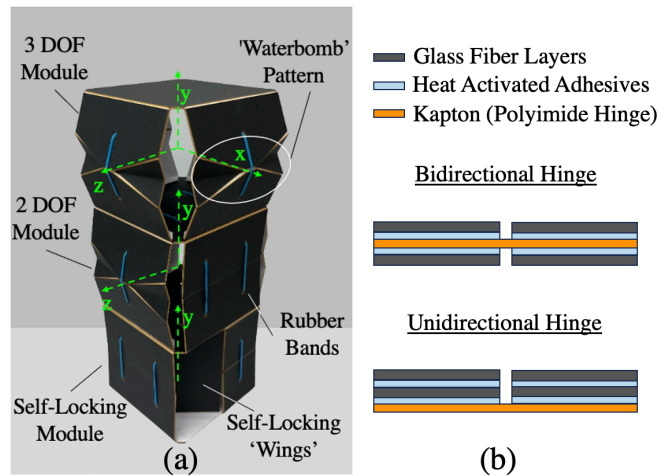 3 DOF
Module
'Waterbomb'
Pattern
y
x
z
2 DOF
Module
y
z
y
Rubber
Bands
Self-Locking
Module
Self-Locking
'Wings'
(a)
Glass Fiber Layers
Heat Activated Adhesives
Kapton (Polyimide Hinge)
Bidirectional Hinge
Unidirectional Hinge
(b)